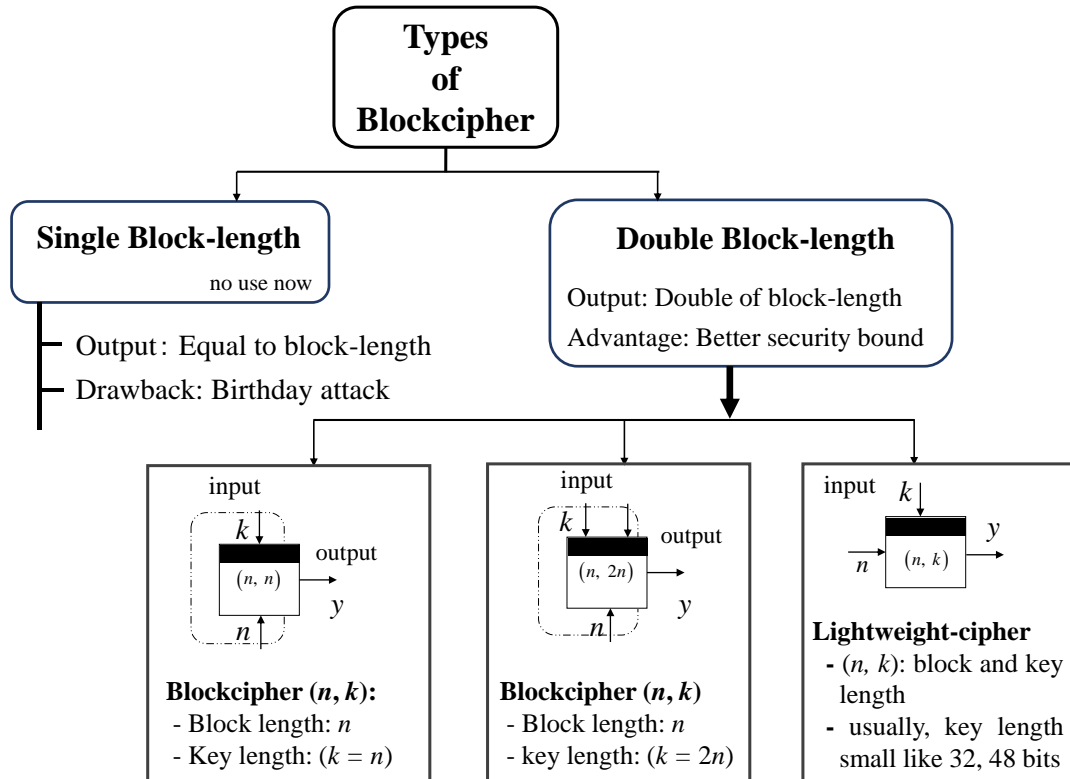 Types
of
Blockcipher
Single Block-length
no use now
Output: Equal to block-length
Drawback: Birthday attack
Double Block-length
Output: Double of block-length
Advantage: Better security bound
input
k
(n, n)
output
y
n
Blockcipher (n, k):
- Block length: n
- Key length: (k = n)
input
k
(n, 2n)
output
y
n
Blockcipher (n, k)
- Block length: n
- key length: (k = 2n)
input
k
n
(n, k)
y
Lightweight-cipher
- (n, k): block and key
length
- usually, key length
small like 32, 48 bits